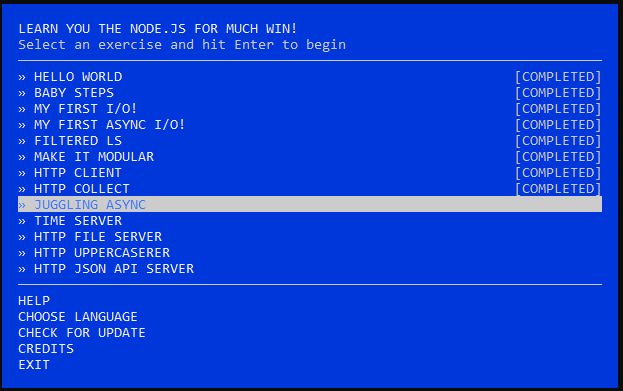 LEARN YOU THE NODE.JS FOR MUCH WIN!
Select an exercise and hit Enter to begin
» HELLO WORLD [COMPLETED]
» BABY STEPS [COMPLETED]
» MY FIRST I/O! [COMPLETED]
» MY FIRST ASYNC I/O! [COMPLETED]
» FILTERED LS [COMPLETED]
» MAKE IT MODULAR [COMPLETED]
» HTTP CLIENT [COMPLETED]
» HTTP COLLECT [COMPLETED]
» JUGGLING ASYNC
» TIME SERVER
» HTTP FILE SERVER
» HTTP UPPERCASERER
» HTTP JSON API SERVER
HELP
CHOOSE LANGUAGE
CHECK FOR UPDATE
CREDITS
EXIT